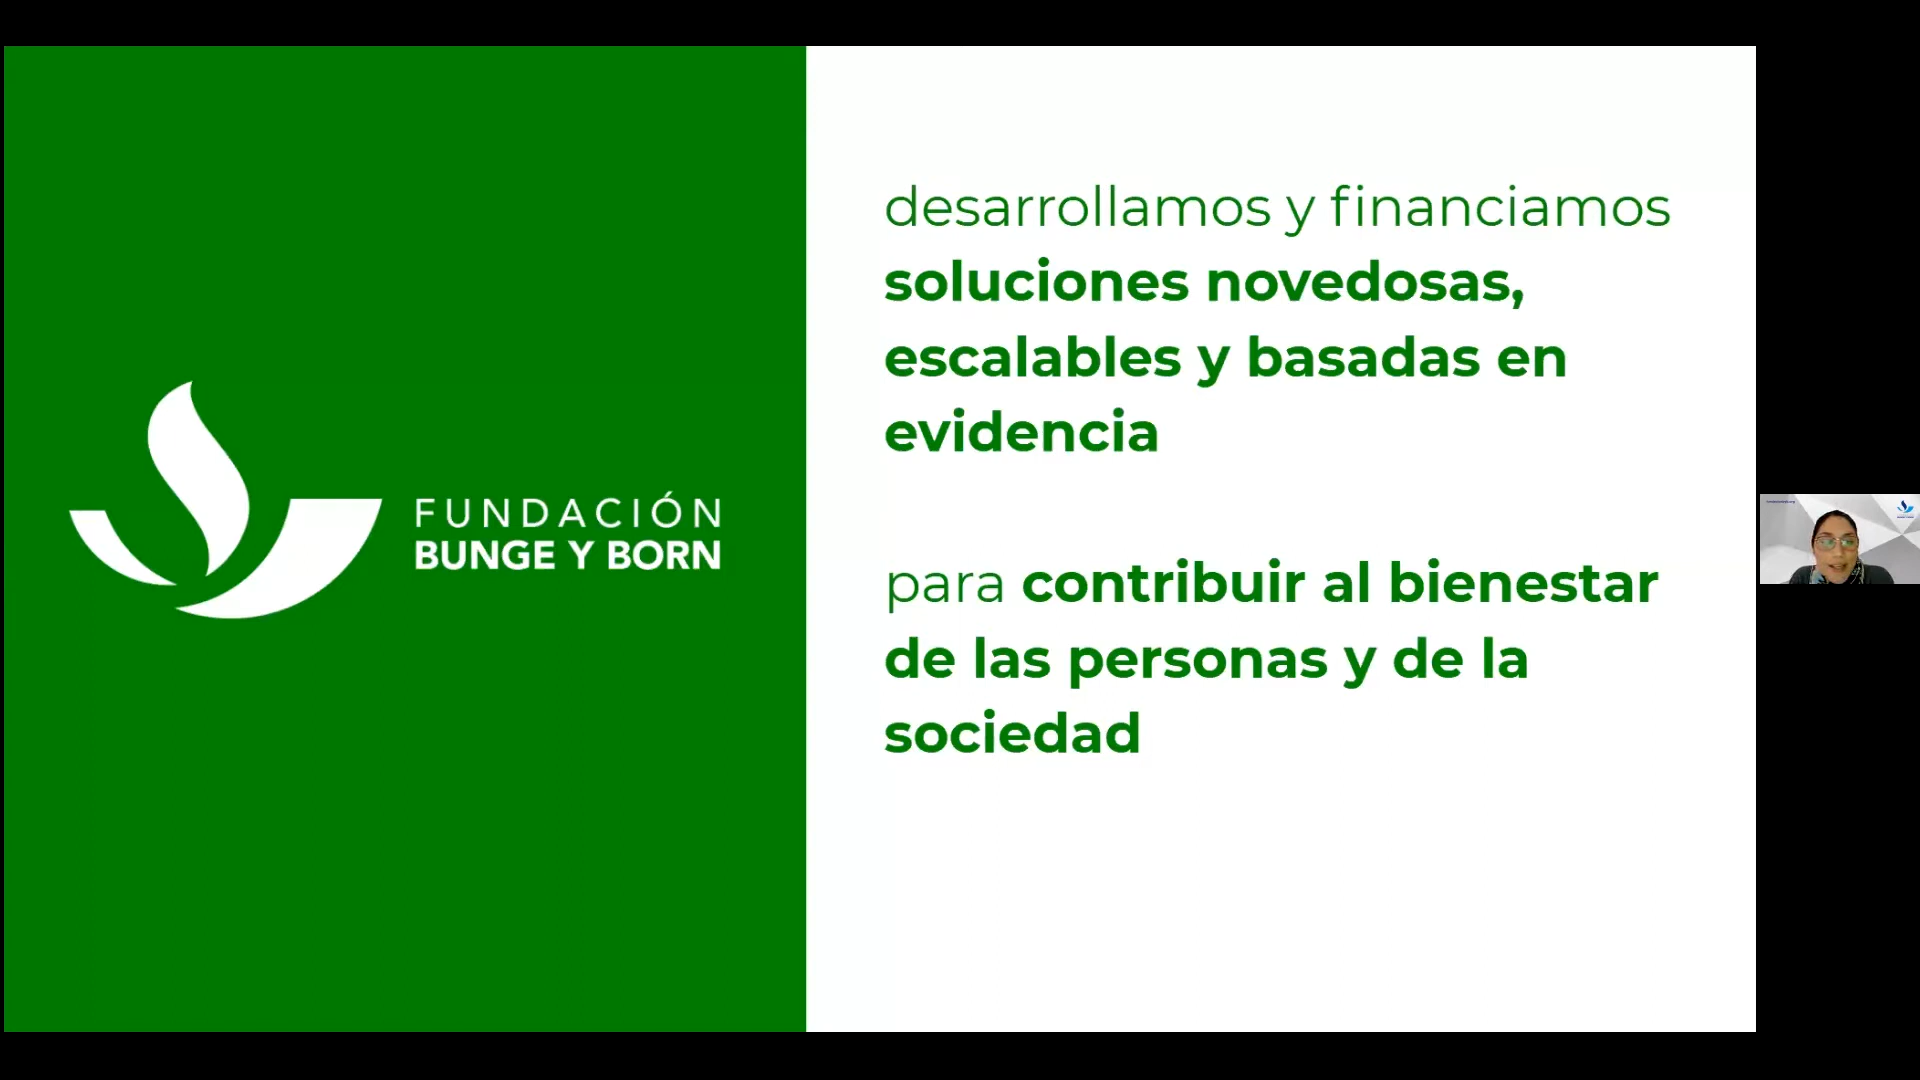 FUNDACIÓN
BUNGE Y BORN
desarrollamos y financiamos
soluciones novedosas,
escalables y basadas en
evidencia
para contribuir al bienestar
de las personas y de la
sociedad